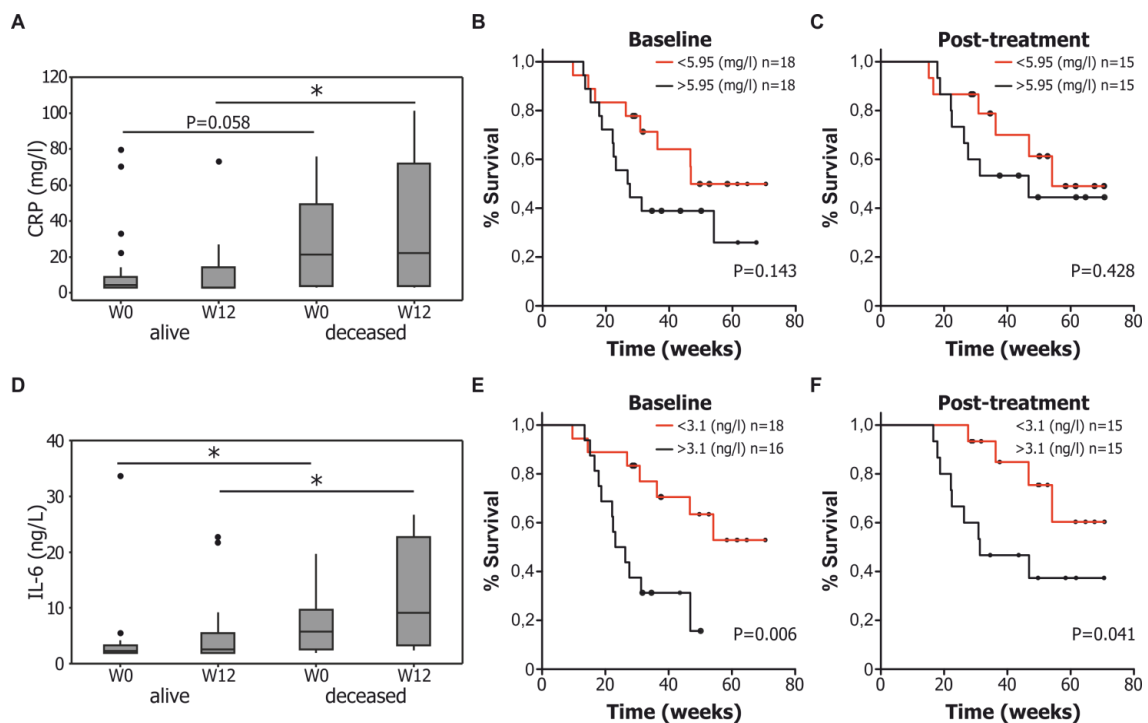 A
CRP (mg/l)
120
100
80
60
40
20
0
*
P=0.058
W0 W12 W0 W12
alive deceased
B
Baseline
<5.95 (mg/l) n=18
>5.95 (mg/l) n=18
% Survival
1,0
0,8
0,6
0,4
0,2
P=0.143
0 20 40 60 80
Time (weeks)
C
Post-treatment
<5.95 (mg/l) n=15
>5.95 (mg/l) n=15
% Survival
1,0
0,8
0,6
0,4
0,2
P=0.428
0 20 40 60 80
Time (weeks)
D
IL-6 (ng/L)
40
30
20
10
0
*
*
W0 W12 W0 W12
alive deceased
E
Baseline
<3.1 (ng/l) n=18
>3.1 (ng/l) n=16
% Survival
1,0
0,8
0,6
0,4
0,2
P=0.006
0 20 40 60 80
Time (weeks)
F
Post-treatment
<3.1 (ng/l) n=15
>3.1 (ng/l) n=15
% Survival
1,0
0,8
0,6
0,4
0,2
P=0.041
0 20 40 60 80
Time (weeks)